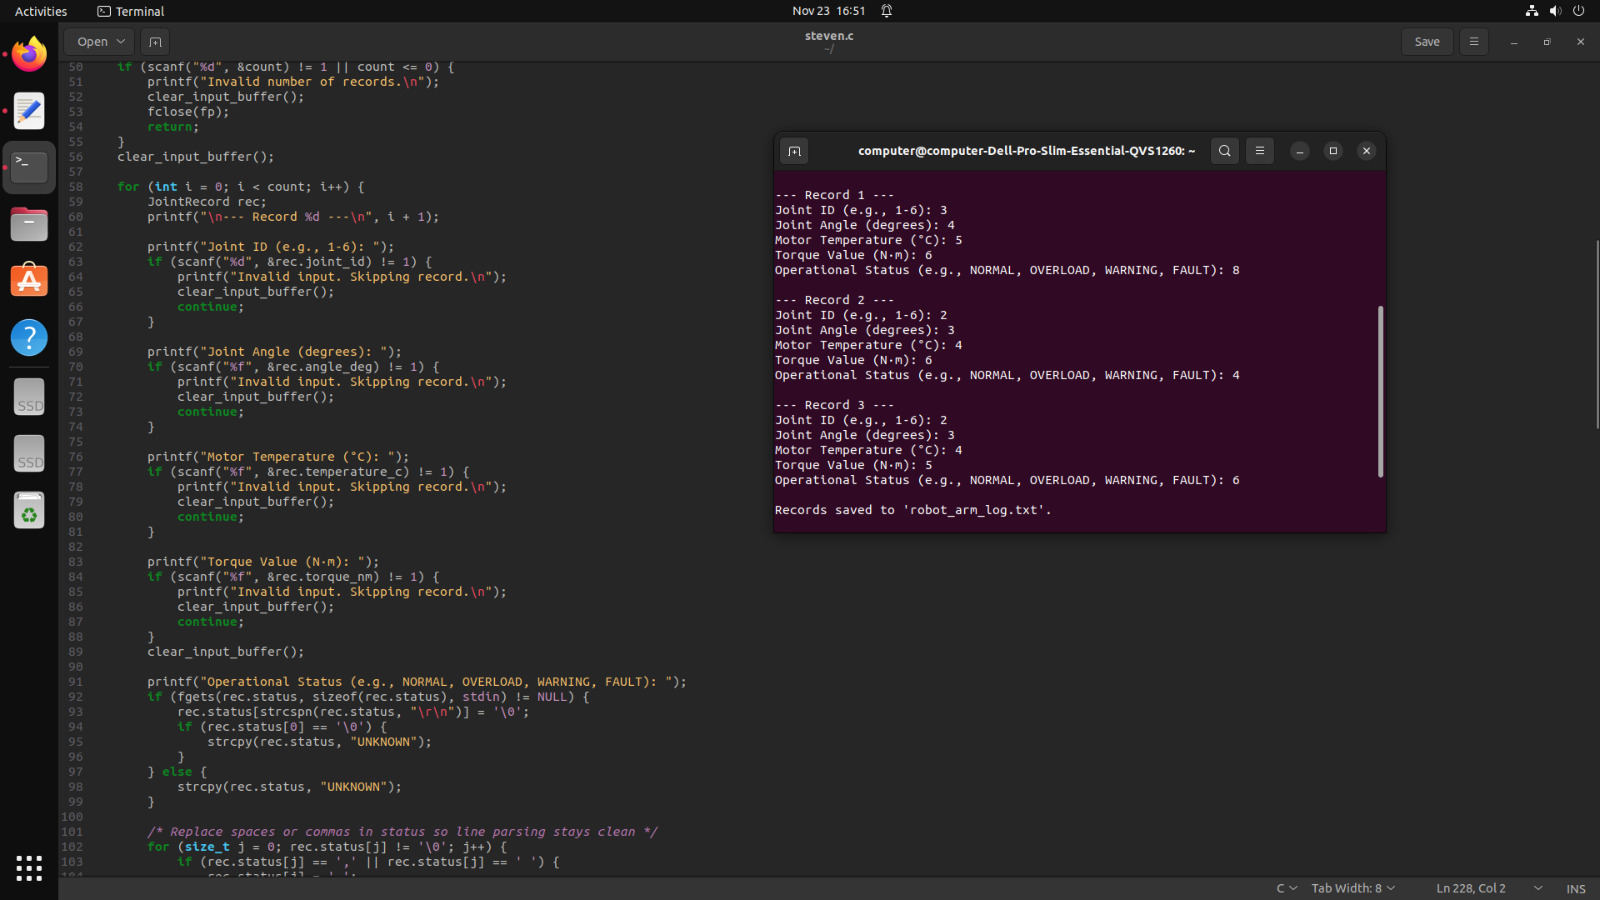 Activities
Terminal
Nov 23 16:51
Open
steven.c
~/
Save
50 if (scanf("%d", &count) != 1 || count <= 0) {
51 printf("Invalid number of records.\n");
52 clear_input_buffer();
53 fclose(fp);
54 return;
55 }
56 clear_input_buffer();
57
58 for (int i = 0; i < count; i++) {
59 JointRecord rec;
60 printf("\n--- Record %d ---\n", i + 1);
61
62 printf("Joint ID (e.g., 1-6): ");
63 if (scanf("%d", &rec.joint_id) != 1) {
64 printf("Invalid input. Skipping record.\n");
65 clear_input_buffer();
66 continue;
67 }
68
69 printf("Joint Angle (degrees): ");
70 if (scanf("%f", &rec.angle_deg) != 1) {
71 printf("Invalid input. Skipping record.\n");
72 clear_input_buffer();
73 continue;
74 }
75
76 printf("Motor Temperature (°C): ");
77 if (scanf("%f", &rec.temperature_c) != 1) {
78 printf("Invalid input. Skipping record.\n");
79 clear_input_buffer();
80 continue;
81 }
82
83 printf("Torque Value (N·m): ");
84 if (scanf("%f", &rec.torque_nm) != 1) {
85 printf("Invalid input. Skipping record.\n");
86 clear_input_buffer();
87 continue;
88 }
89 clear_input_buffer();
90
91 printf("Operational Status (e.g., NORMAL, OVERLOAD, WARNING, FAULT): ");
92 if (fgets(rec.status, sizeof(rec.status), stdin) != NULL) {
93 rec.status[strcspn(rec.status, "\r\n")] = '\0';
94 if (rec.status[0] == '\0') {
95 strcpy(rec.status, "UNKNOWN");
96 }
97 } else {
98 strcpy(rec.status, "UNKNOWN");
99 }
100
101 /* Replace spaces or commas in status so line parsing stays clean */
102 for (size_t j = 0; rec.status[j] != '\0'; j++) {
103 if (rec.status[j] == ',' || rec.status[j] == ' ') {
computer@computer-Dell-Pro-Slim-Essential-QVS1260: ~
--- Record 1 ---
Joint ID (e.g., 1-6): 3
Joint Angle (degrees): 4
Motor Temperature (°C): 5
Torque Value (N·m): 6
Operational Status (e.g., NORMAL, OVERLOAD, WARNING, FAULT): 8
--- Record 2 ---
Joint ID (e.g., 1-6): 2
Joint Angle (degrees): 3
Motor Temperature (°C): 4
Torque Value (N·m): 6
Operational Status (e.g., NORMAL, OVERLOAD, WARNING, FAULT): 4
--- Record 3 ---
Joint ID (e.g., 1-6): 2
Joint Angle (degrees): 3
Motor Temperature (°C): 4
Torque Value (N·m): 5
Operational Status (e.g., NORMAL, OVERLOAD, WARNING, FAULT): 6
Records saved to 'robot_arm_log.txt'.
SSD
SSD
C
Tab Width: 8
Ln 228, Col 2
INS